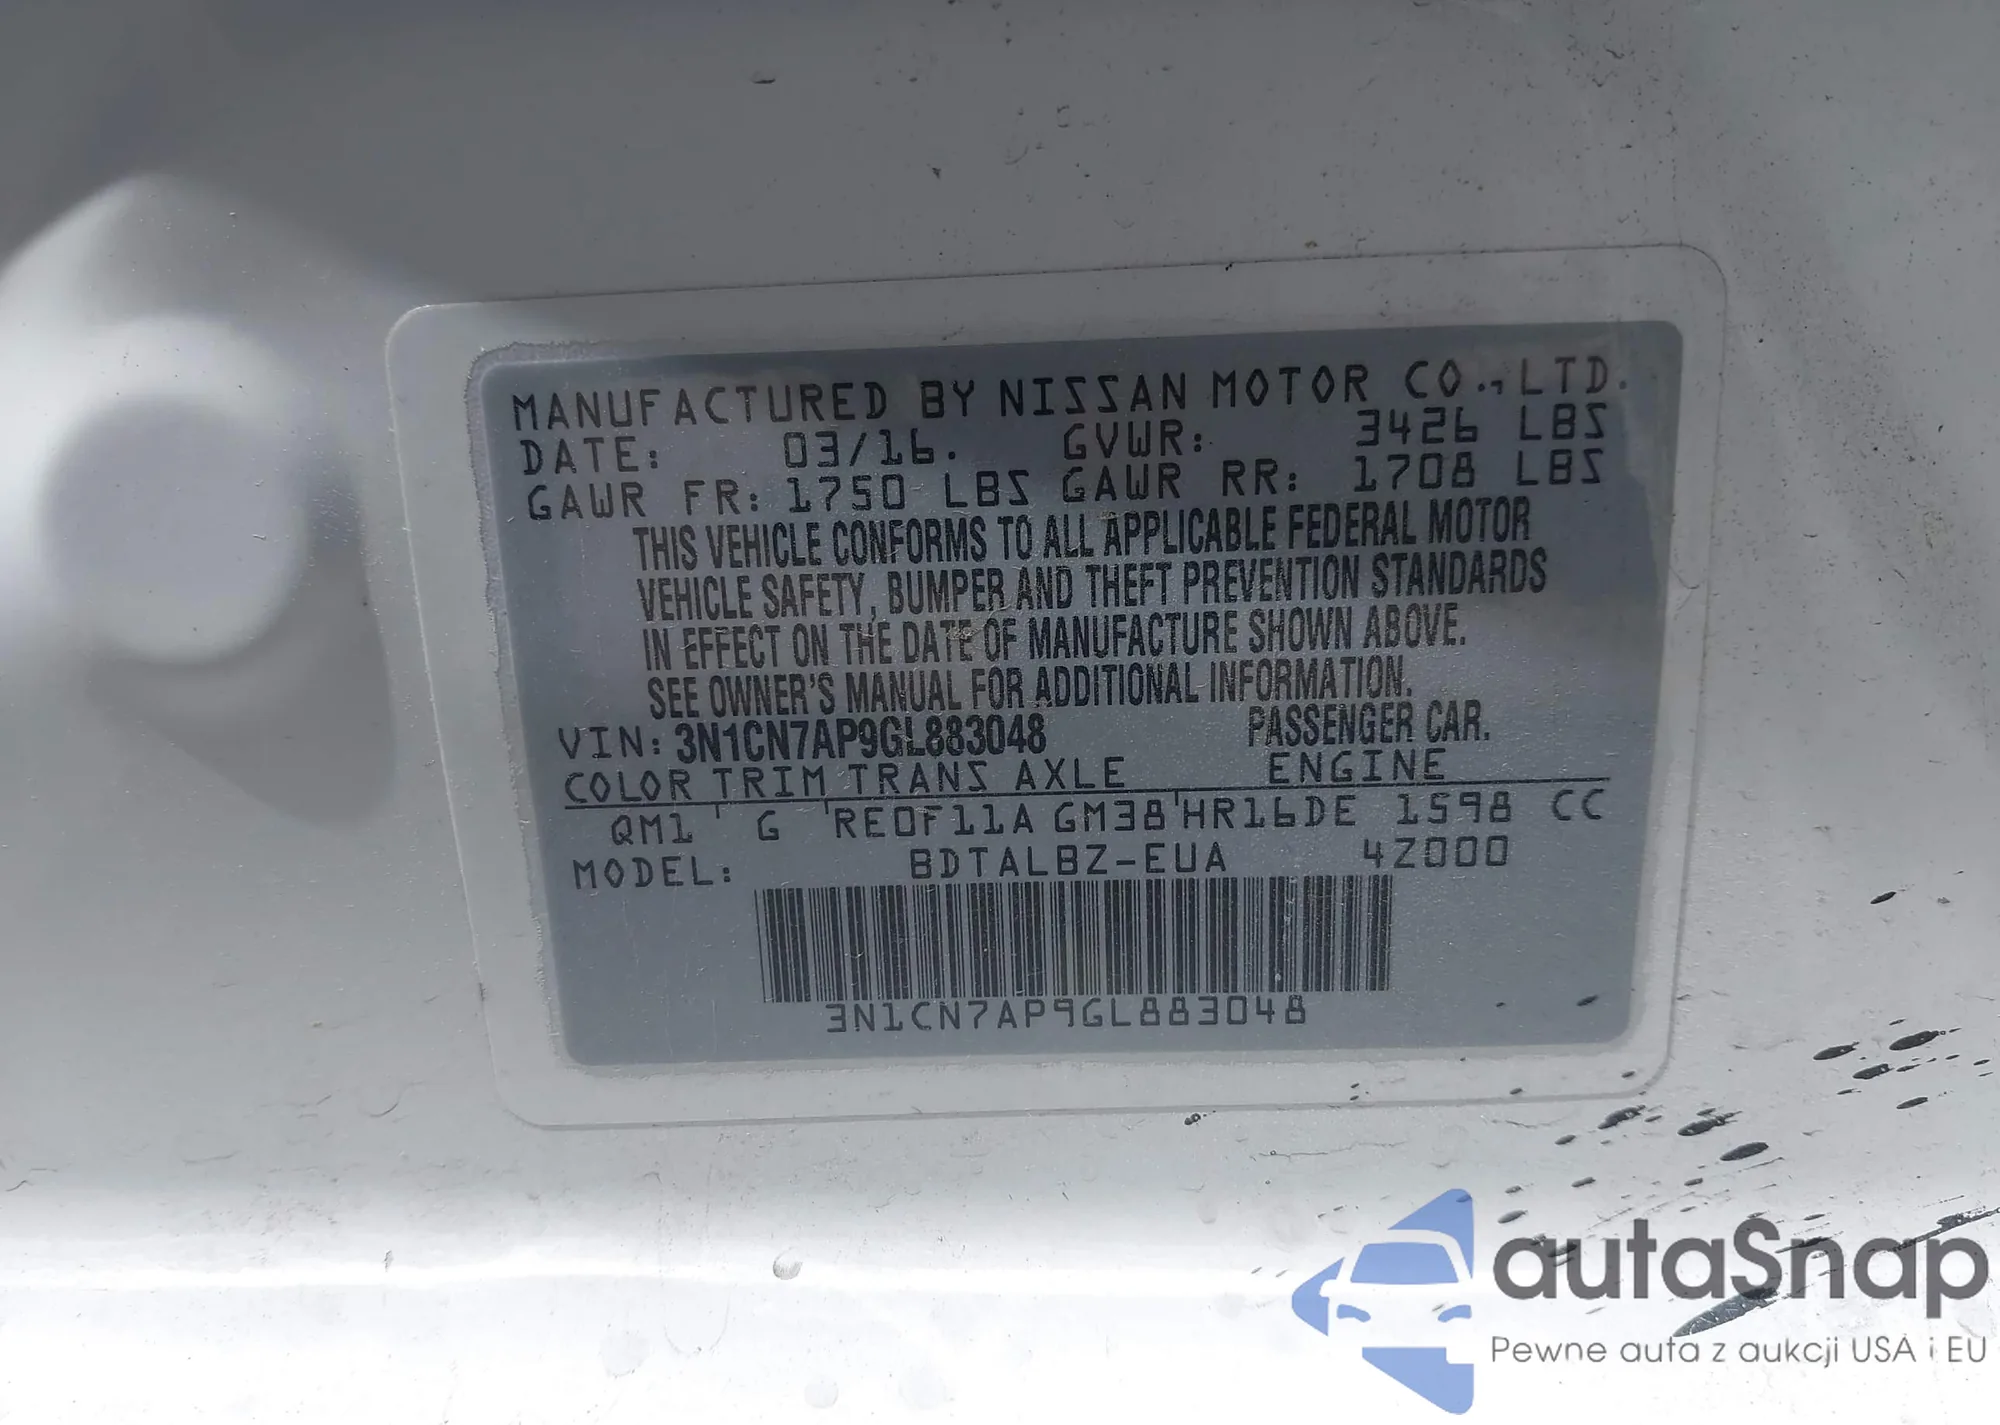 MANUFACTURED BY NISSAN MOTOR CO., LTD.
DATE: 03/16. GVWR: 3426 LBS
GAWR FR: 1750 LBS GAWR RR: 1708 LBS
THIS VEHICLE CONFORMS TO ALL APPLICABLE FEDERAL MOTOR
VEHICLE SAFETY, BUMPER AND THEFT PREVENTION STANDARDS
IN EFFECT ON THE DATE OF MANUFACTURE SHOWN ABOVE.
SEE OWNER'S MANUAL FOR ADDITIONAL INFORMATION.
VIN: 3N1CN7AP9GL883048 PASSENGER CAR.
COLOR TRIM TRANS AXLE ENGINE
QM1 ' G ' RE0F11A GM38 ' HR16DE 1598 CC
MODEL: BDTALBZ-EUA 4Z000
3N1CN7AP9GL883048
autaSnap
Pewne auta z aukcji USA i EU